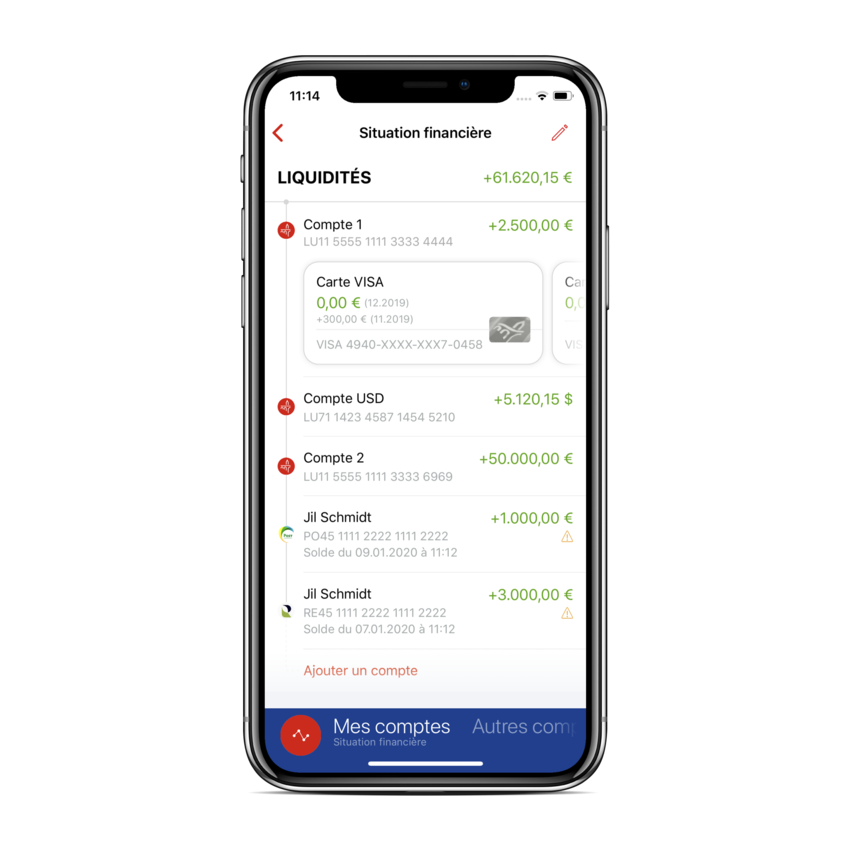 11:14
Situation financière
LIQUIDITÉS +61.620,15 €
Compte 1 +2.500,00 €
LU11 5555 1111 3333 4444
Carte VISA
0,00 € (12.2019)
+300,00 € (11.2019)
VISA 4940-XXXX-XXX7-0458
Ca
0,0
VIS
Compte USD +5.120,15 $
LU71 1423 4587 1454 5210
Compte 2 +50.000,00 €
LU11 5555 1111 3333 6969
Jil Schmidt +1.000,00 €
PO45 1111 2222 1111 2222
Solde du 09.01.2020 à 11:12
Jil Schmidt +3.000,00 €
RE45 1111 2222 1111 2222
Solde du 07.01.2020 à 11:12
Ajouter un compte
Mes comptes Autres comp
Situation financière